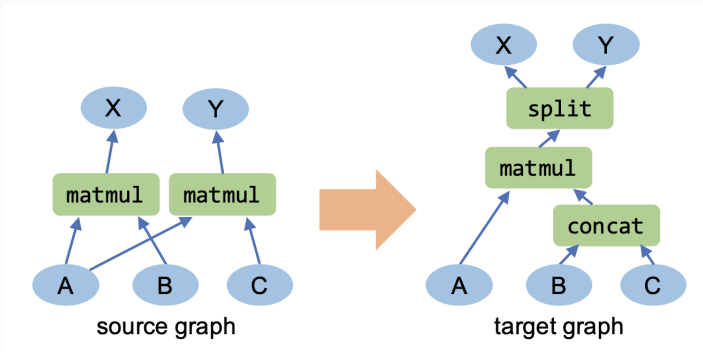 X Y
matmul matmul
A B C
source graph
X Y
split
matmul
concat
A B C
target graph